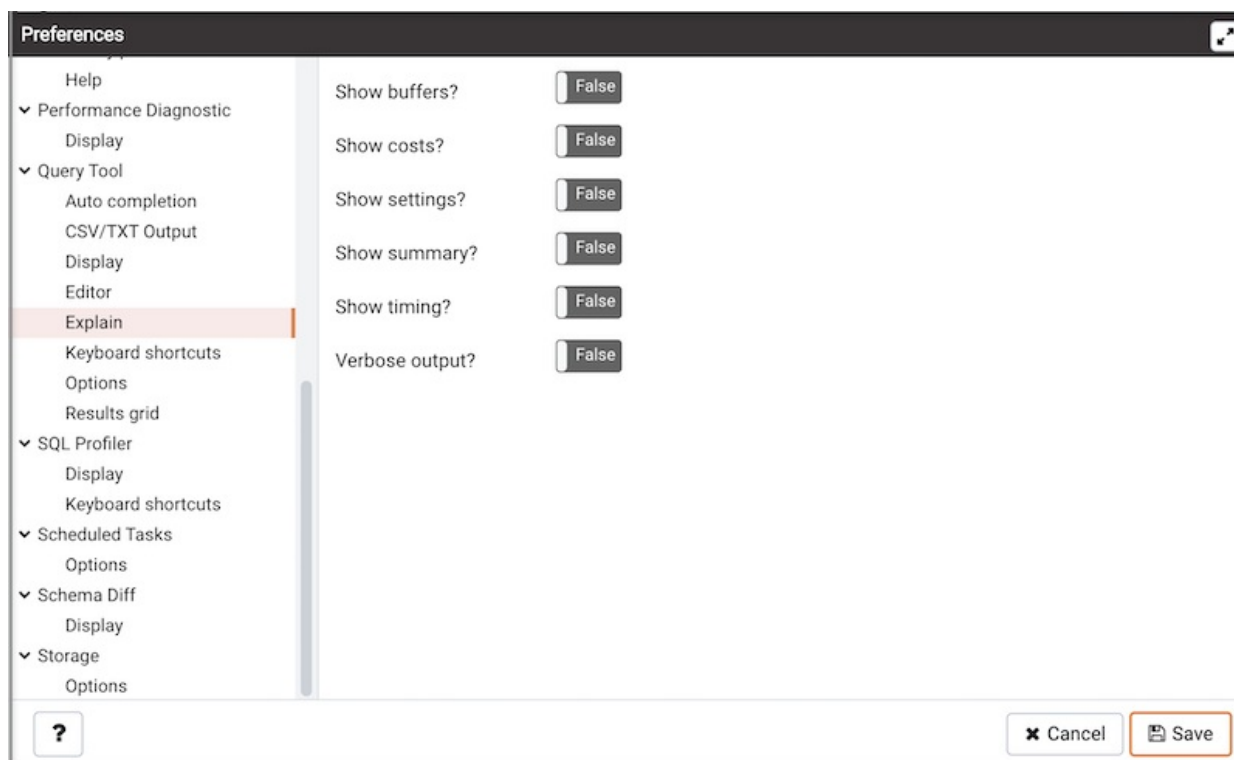 Preferences
Help
Performance Diagnostic
Display
Query Tool
Auto completion
CSV/TXT Output
Display
Editor
Explain
Keyboard shortcuts
Options
Results grid
SQL Profiler
Display
Keyboard shortcuts
Scheduled Tasks
Options
Schema Diff
Display
Storage
Options
Show buffers? False
Show costs? False
Show settings? False
Show summary? False
Show timing? False
Verbose output? False
? Cancel Save